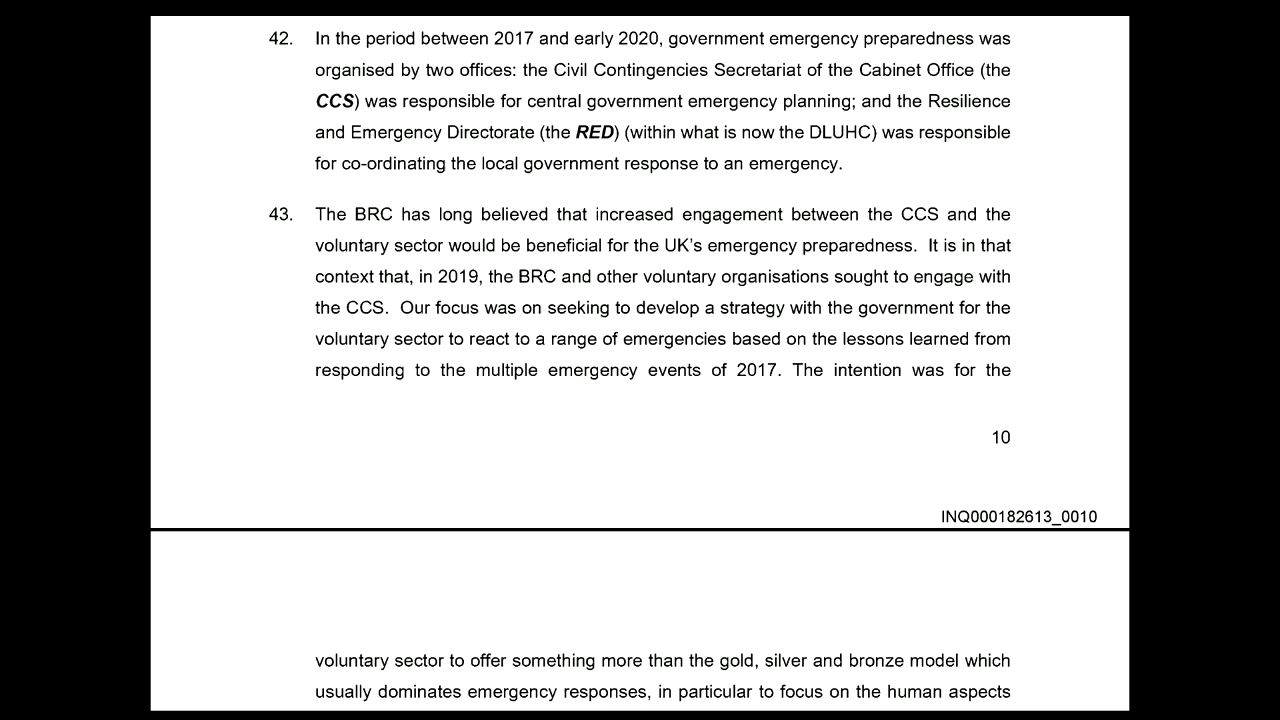 42. In the period between 2017 and early 2020, government emergency preparedness was
organised by two offices: the Civil Contingencies Secretariat of the Cabinet Office (the
CCS) was responsible for central government emergency planning; and the Resilience
and Emergency Directorate (the RED) (within what is now the DLUHC) was responsible
for co-ordinating the local government response to an emergency.
43. The BRC has long believed that increased engagement between the CCS and the
voluntary sector would be beneficial for the UK's emergency preparedness. It is in that
context that, in 2019, the BRC and other voluntary organisations sought to engage with
the CCS. Our focus was on seeking to develop a strategy with the government for the
voluntary sector to react to a range of emergencies based on the lessons learned from
responding to the multiple emergency events of 2017. The intention was for the
10
INQ000182613_0010
voluntary sector to offer something more than the gold, silver and bronze model which
usually dominates emergency responses, in particular to focus on the human aspects